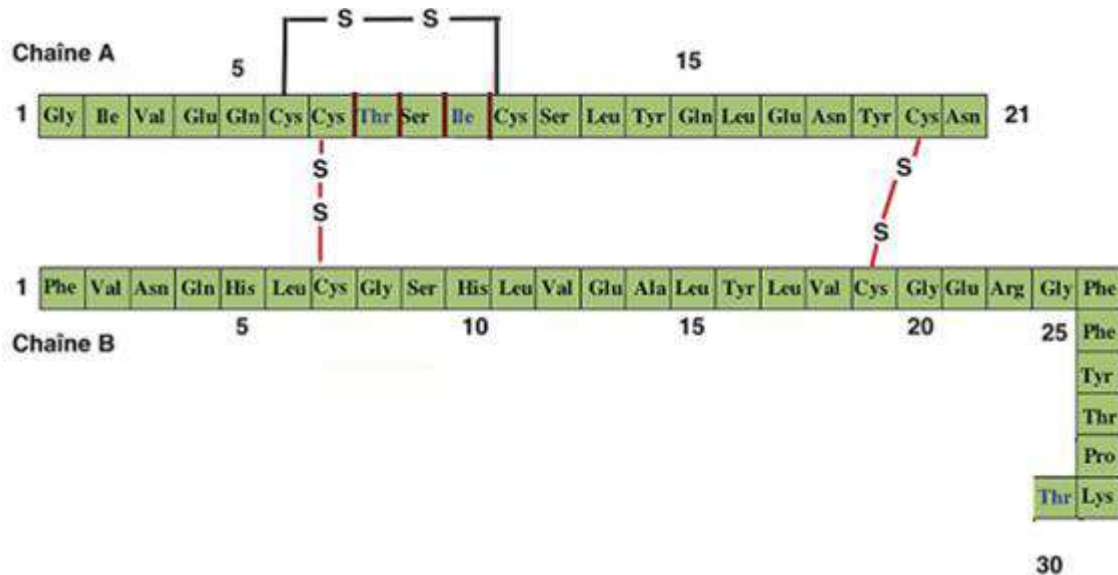 S S
Chaîne A
5 15
1 Gly Ile Val Glu Gln Cys Cys Thr Ser Ile Cys Ser Leu Tyr Gln Leu Glu Asn Tyr Cys Asn 21
S S
S S
1 Phe Val Asn Gln His Leu Cys Gly Ser His Leu Val Glu Ala Leu Tyr Leu Val Cys Gly Glu Arg Gly Phe
5 10 15 20 25 Phe
Chaîne B
Tyr
Thr
Pro
Thr Lys
30